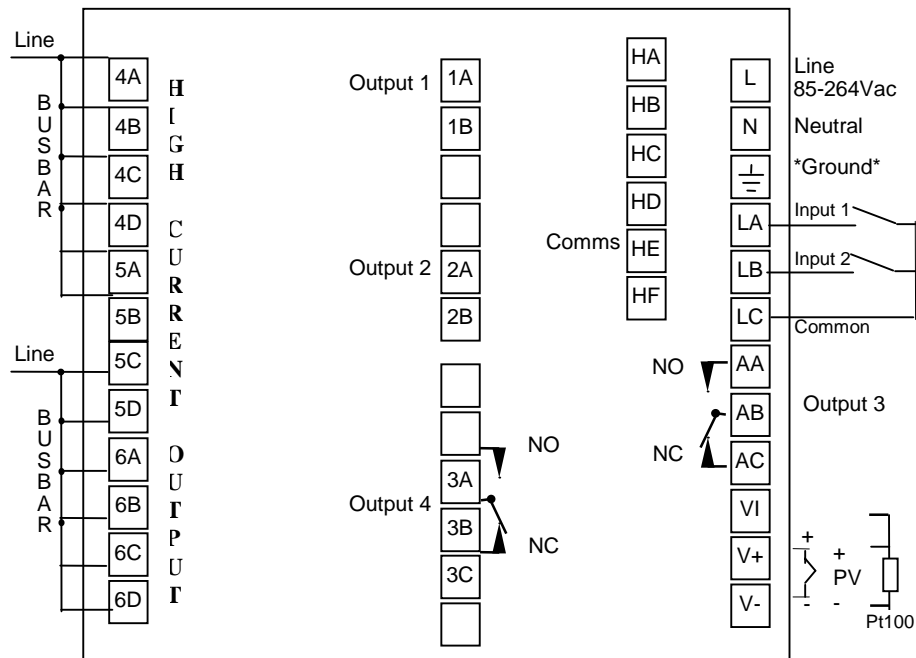 Line
BUSBAR
4A
4B
4C
4D
5A
5B
Line
BUSBAR
5C
5D
6A
6B
6C
6D
HIGH CURRENT OUTPUT
Output 1
1A
1B
Output 2
2A
2B
NO
3A
Output 4
3B
NC
3C
HA
HB
HC
HD
Comms
HE
HF
L
Line
85-264Vac
N
Neutral
*Ground*
LA
Input 1
LB
Input 2
LC
Common
NO
AA
AB
Output 3
NC
AC
VI
V+
+
+
PV
V-
-
-
Pt100